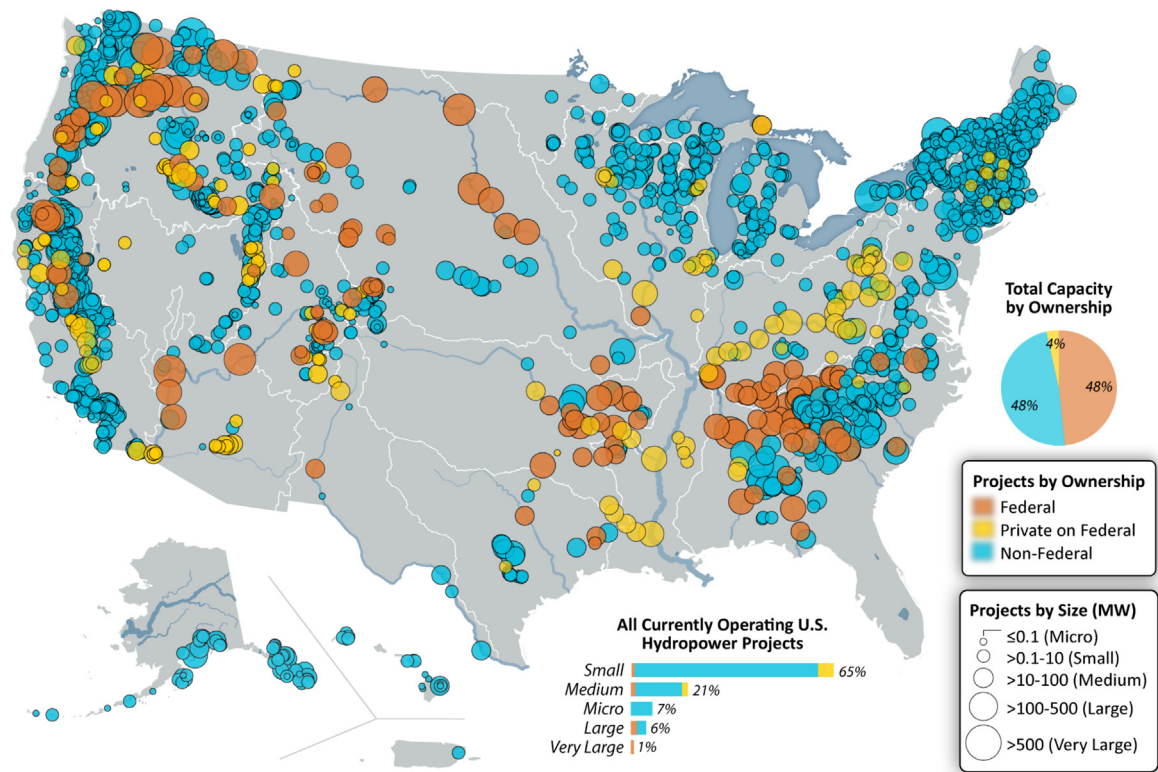 Total Capacity
by Ownership
4%
48%
48%
Projects by Ownership
Federal
Private on Federal
Non-Federal
Projects by Size (MW)
≤0.1 (Micro)
>0.1-10 (Small)
>10-100 (Medium)
>100-500 (Large)
>500 (Very Large)
All Currently Operating U.S.
Hydropower Projects
Small 65%
Medium 21%
Micro 7%
Large 6%
Very Large 1%